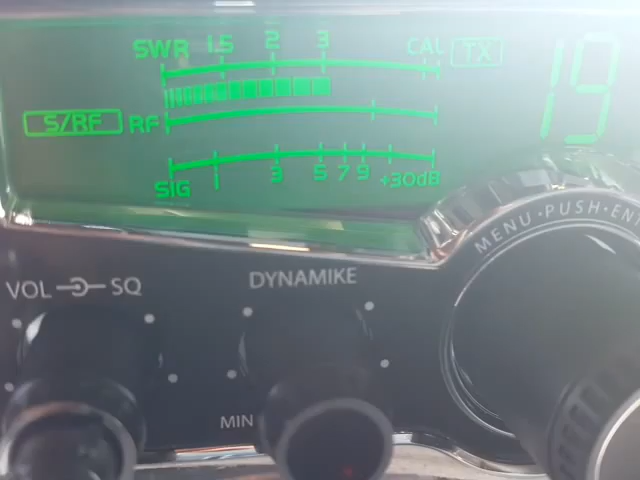 SWR 1.5 2 3 CAL TX 19
S/RF RF
SIG 1 3 5 7 9 +30dB
MENU·PUSH·
VOL SQ DYNAMIKE
MIN